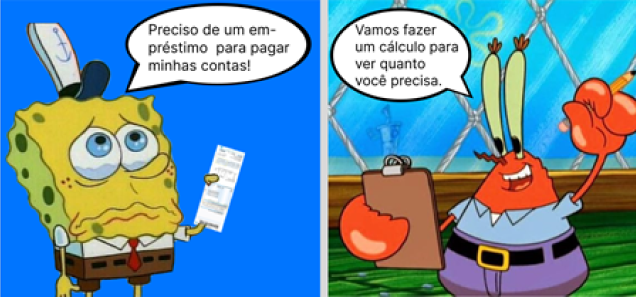 Preciso de um em-
préstimo para pagar
minhas contas!
Vamos fazer
um cálculo para
ver quanto
você precisa.